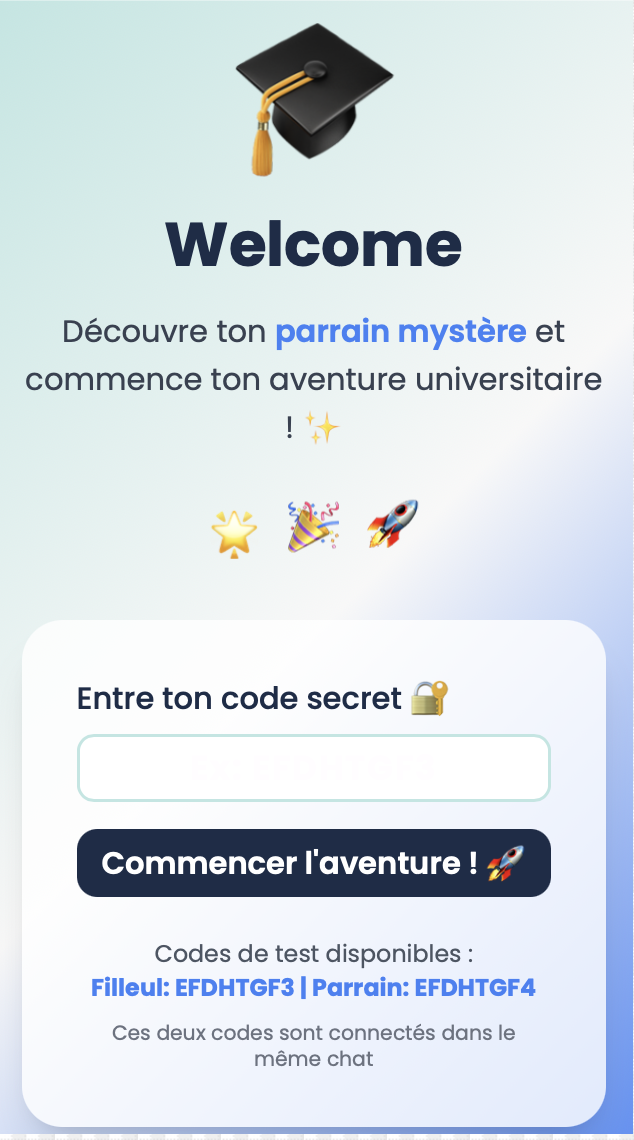 Welcome
Découvre ton parrain mystère et
commence ton aventure universitaire
! ✨
Entre ton code secret 🔐
Commencer l'aventure ! 🚀
Codes de test disponibles :
Filleul: EFDHTGF3 | Parrain: EFDHTGF4
Ces deux codes sont connectés dans le
même chat